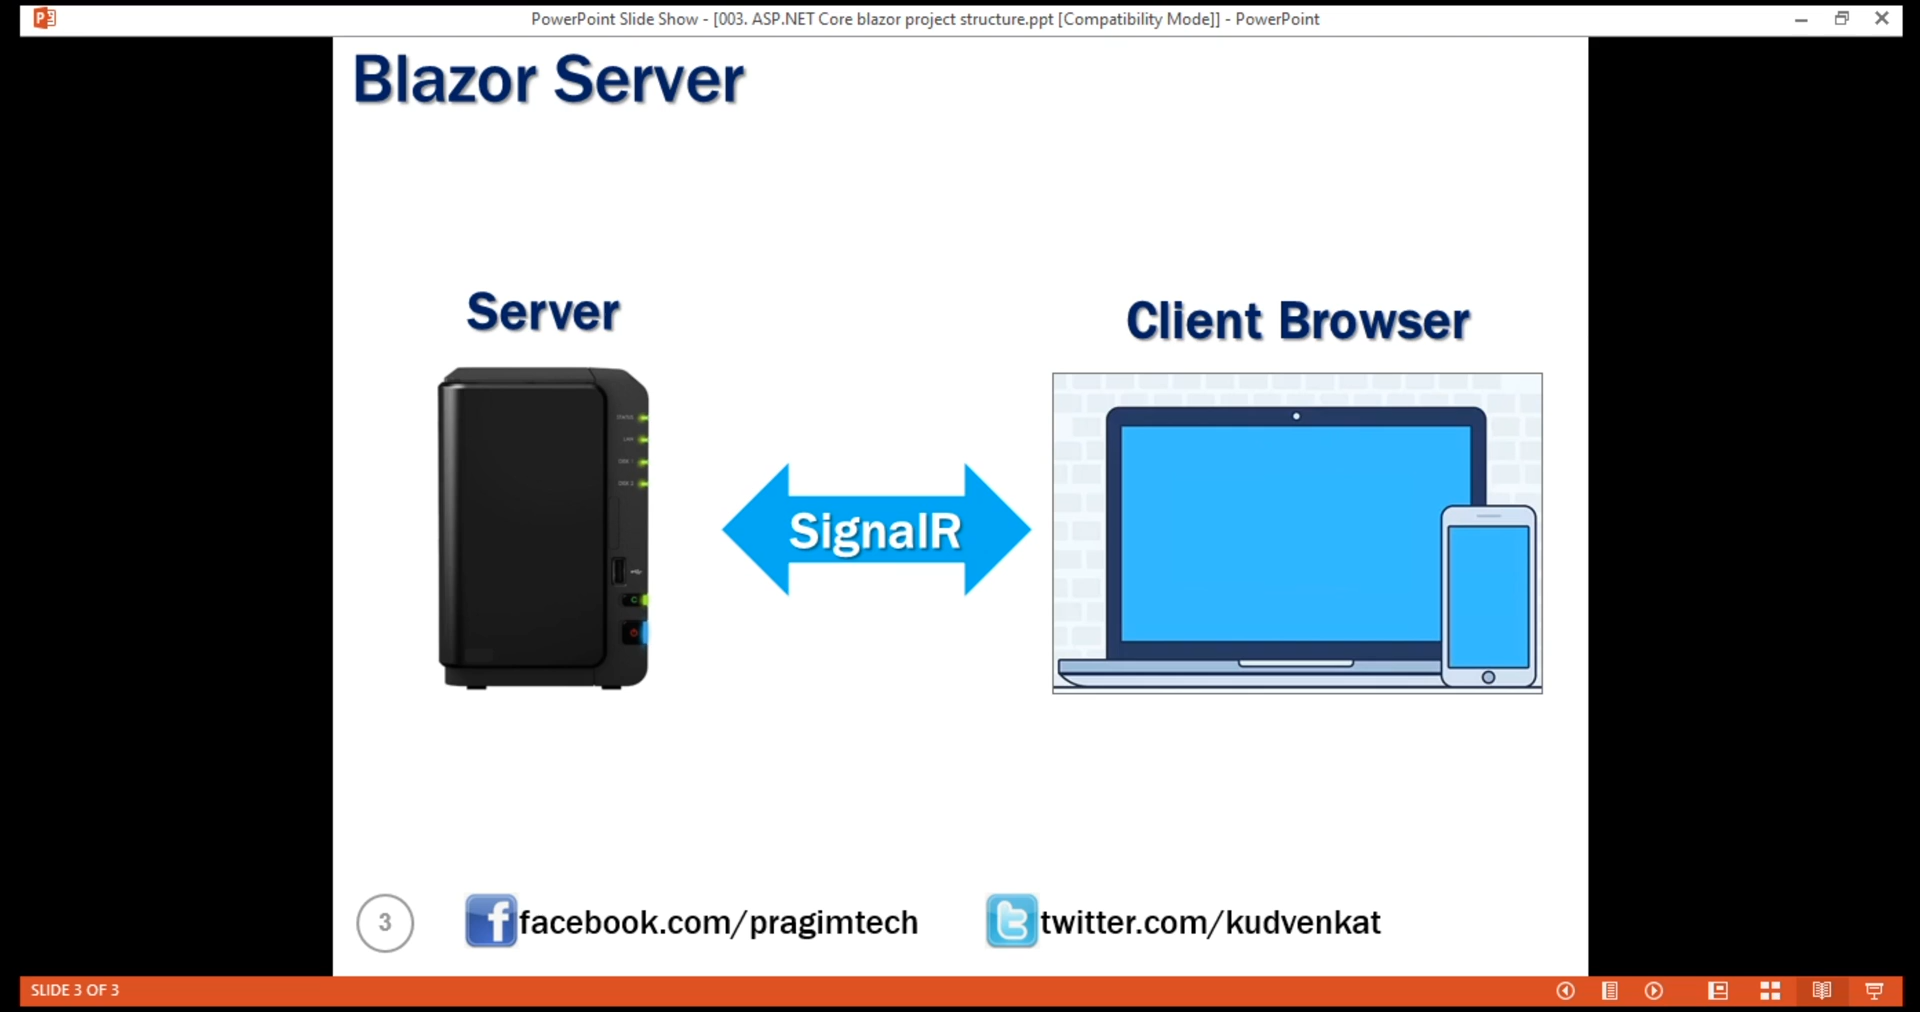 PowerPoint Slide Show - [003. ASP.NET Core blazor project structure.ppt [Compatibility Mode]] - PowerPoint
Blazor Server
Server
Client Browser
SignalR
3
facebook.com/pragimtech
twitter.com/kudvenkat
SLIDE 3 OF 3